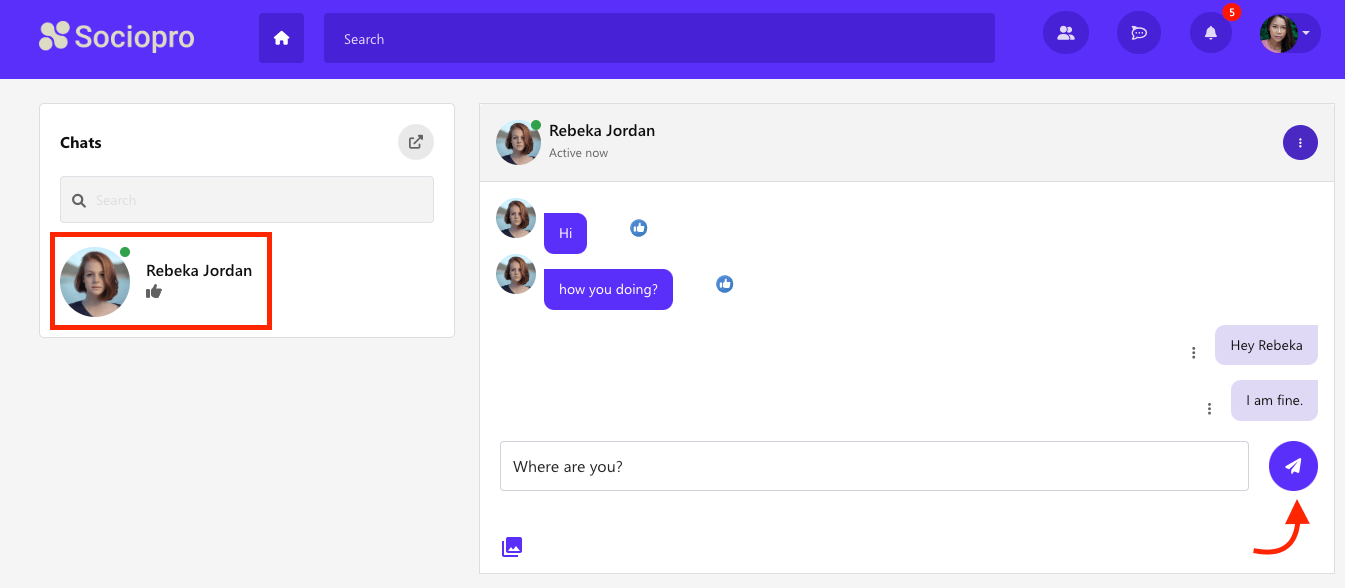 Sociopro
Search
5
Chats
Search
Rebeka Jordan
Rebeka Jordan
Active now
Hi
how you doing?
Hey Rebeka
I am fine.
Where are you?